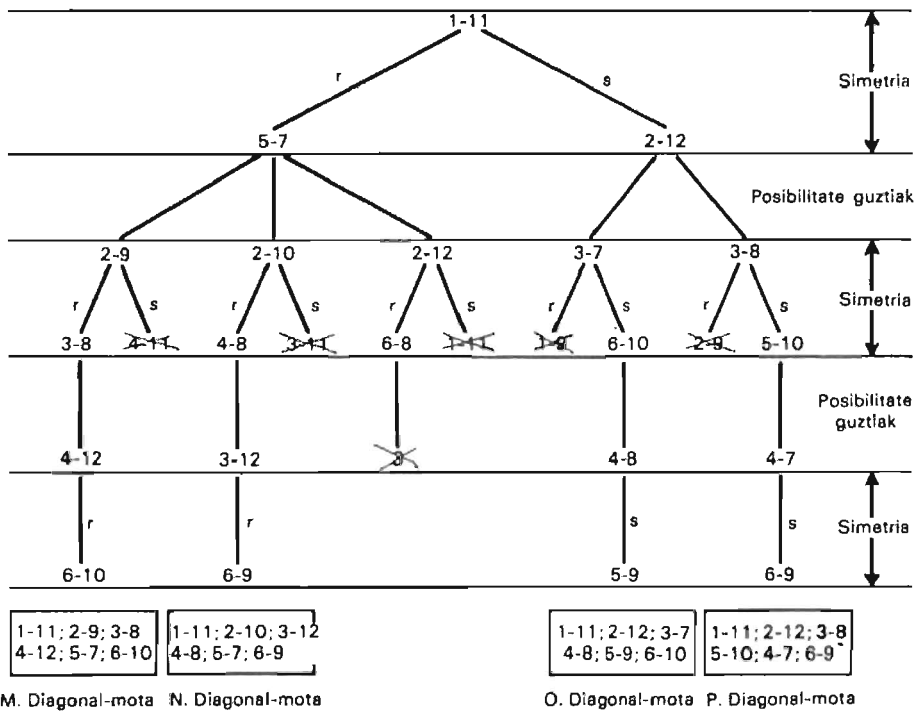 1-11
r s Simetria
5-7 2-12
Posibilitate guztiak
2-9 2-10 2-12 3-7 3-8
r s r s r s r s r s Simetria
3-8 4-11 4-8 3-11 6-8 1-11 1-9 6-10 2-9 5-10
Posibilitate
guztiak
4-12 3-12 3 4-8 4-7
r r s s Simetria
6-10 6-9 5-9 6-9
1-11; 2-9; 3-8
4-12; 5-7; 6-10
M. Diagonal-mota
1-11; 2-10; 3-12
4-8; 5-7; 6-9
N. Diagonal-mota
1-11; 2-12; 3-7
4-8; 5-9; 6-10
O. Diagonal-mota
1-11; 2-12; 3-8
5-10; 4-7; 6-9
P. Diagonal-mota